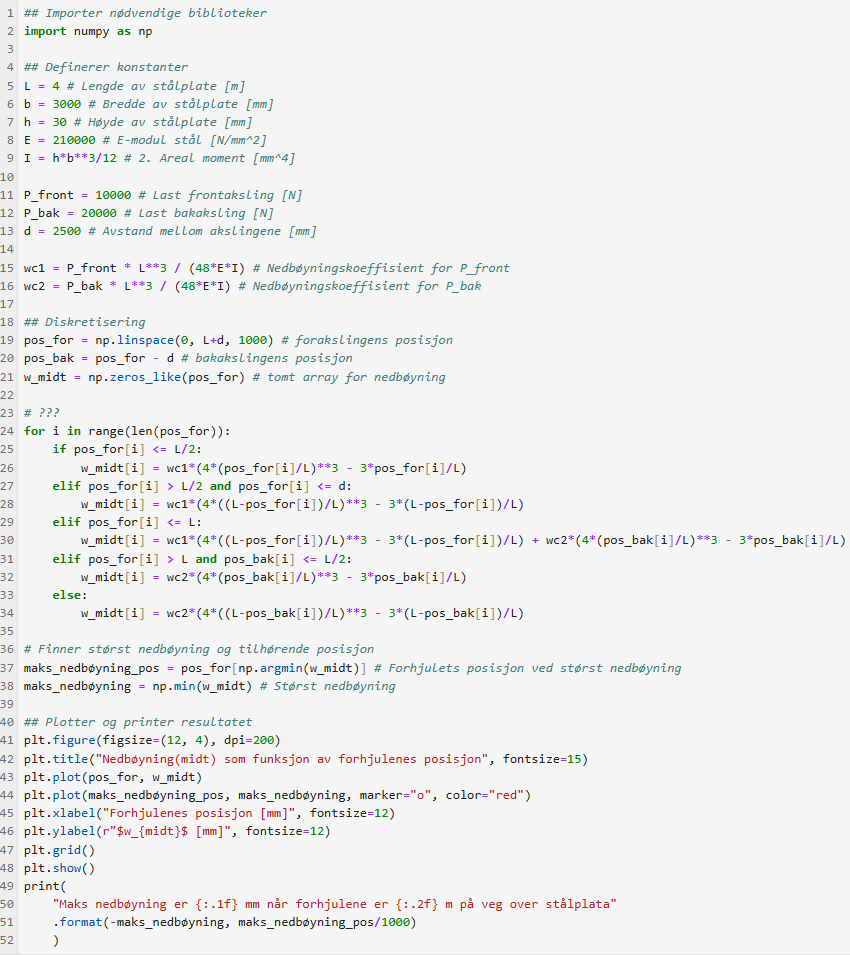 1 ## Importer nødvendige biblioteker
2 import numpy as np
3
4 ## Definerer konstanter
5 L = 4 # Lengde av stålplate [m]
6 b = 3000 # Bredde av stålplate [mm]
7 h = 30 # Høyde av stålplate [mm]
8 E = 210000 # E-modul stål [N/mm^2]
9 I = h*b**3/12 # 2. Areal moment [mm^4]
10
11 P_front = 10000 # Last frontaksling [N]
12 P_bak = 20000 # Last bakaksling [N]
13 d = 2500 # Avstand mellom akslingene [mm]
14
15 wc1 = P_front * L**3 / (48*E*I) # Nedbøyningskoeffisient for P_front
16 wc2 = P_bak * L**3 / (48*E*I) # Nedbøyningskoeffisient for P_bak
17
18 ## Diskretisering
19 pos_for = np.linspace(0, L+d, 1000) # forakslingens posisjon
20 pos_bak = pos_for - d # bakakslingens posisjon
21 w_midt = np.zeros_like(pos_for) # tomt array for nedbøyning
22
23 # ???
24 for i in range(len(pos_for)):
25     if pos_for[i] <= L/2:
26         w_midt[i] = wc1*(4*(pos_for[i]/L)**3 - 3*pos_for[i]/L)
27     elif pos_for[i] > L/2 and pos_for[i] <= d:
28         w_midt[i] = wc1*(4*((L-pos_for[i])/L)**3 - 3*(L-pos_for[i])/L)
29     elif pos_for[i] <= L:
30         w_midt[i] = wc1*(4*((L-pos_for[i])/L)**3 - 3*(L-pos_for[i])/L) + wc2*(4*(pos_bak[i]/L)**3 - 3*pos_bak[i]/L)
31     elif pos_for[i] > L and pos_bak[i] <= L/2:
32         w_midt[i] = wc2*(4*(pos_bak[i]/L)**3 - 3*pos_bak[i]/L)
33     else:
34         w_midt[i] = wc2*(4*((L-pos_bak[i])/L)**3 - 3*(L-pos_bak[i])/L)
35
36 # Finner størst nedbøyning og tilhørende posisjon
37 maks_nedbøyning_pos = pos_for[np.argmin(w_midt)] # Forhjulets posisjon ved størst nedbøyning
38 maks_nedbøyning = np.min(w_midt) # Størst nedbøyning
39
40 ## Plotter og printer resultatet
41 plt.figure(figsize=(12, 4), dpi=200)
42 plt.title("Nedbøyning(midt) som funksjon av forhjulenes posisjon", fontsize=15)
43 plt.plot(pos_for, w_midt)
44 plt.plot(maks_nedbøyning_pos, maks_nedbøyning, marker="o", color="red")
45 plt.xlabel("Forhjulenes posisjon [mm]", fontsize=12)
46 plt.ylabel(r"$w_{midt}$ [mm]", fontsize=12)
47 plt.grid()
48 plt.show()
49 print(
50     "Maks nedbøyning er {:.1f} mm når forhjulene er {:.2f} m på veg over stålplata"
51     .format(-maks_nedbøyning, maks_nedbøyning_pos/1000)
52     )